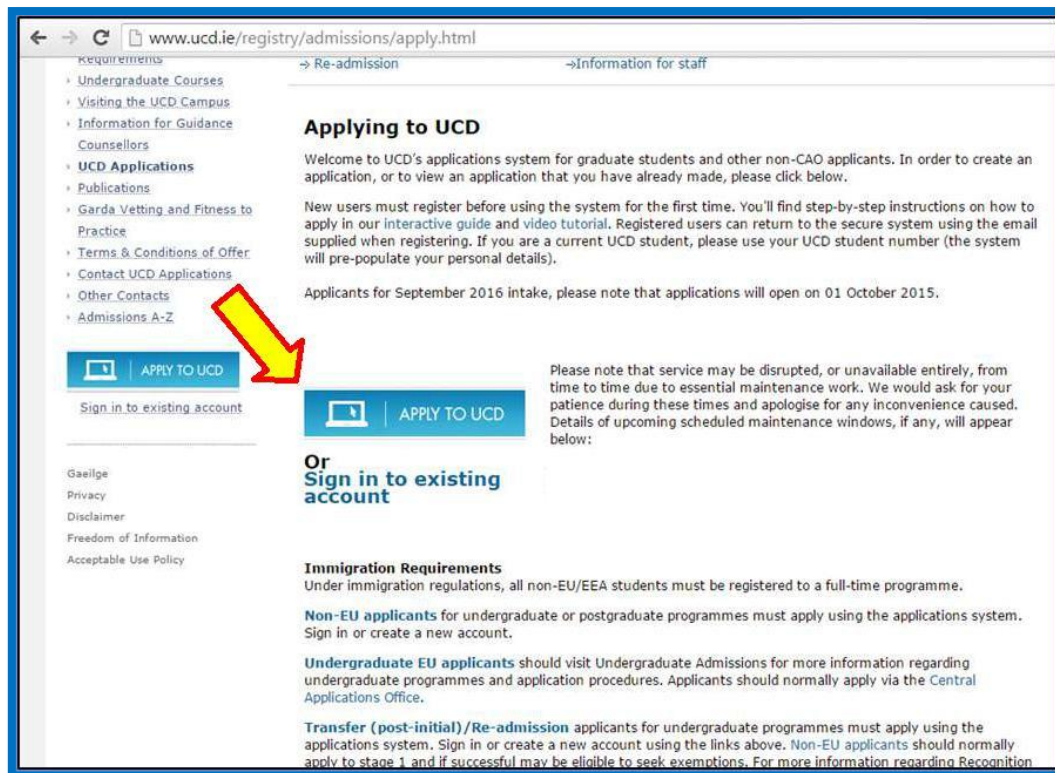 www.ucd.ie/registry/admissions/apply.html
Requirements
Undergraduate Courses
Visiting the UCD Campus
Information for Guidance
Counsellors
UCD Applications
Publications
Garda Vetting and Fitness to
Practice
Terms & Conditions of Offer
Contact UCD Applications
Other Contacts
Admissions A-Z
APPLY TO UCD
Sign in to existing account
Gaeilge
Privacy
Disclaimer
Freedom of Information
Acceptable Use Policy
→ Re-admission
→Information for staff
Applying to UCD
Welcome to UCD's applications system for graduate students and other non-CAO applicants. In order to create an
application, or to view an application that you have already made, please click below.
New users must register before using the system for the first time. You'll find step-by-step instructions on how to
apply in our interactive guide and video tutorial. Registered users can return to the secure system using the email
supplied when registering. If you are a current UCD student, please use your UCD student number (the system
will pre-populate your personal details).
Applicants for September 2016 intake, please note that applications will open on 01 October 2015.
APPLY TO UCD
Or
Sign in to existing
account
Please note that service may be disrupted, or unavailable entirely, from
time to time due to essential maintenance work. We would ask for your
patience during these times and apologise for any inconvenience caused.
Details of upcoming scheduled maintenance windows, if any, will appear
below:
Immigration Requirements
Under immigration regulations, all non-EU/EEA students must be registered to a full-time programme.
Non-EU applicants for undergraduate or postgraduate programmes must apply using the applications system.
Sign in or create a new account.
Undergraduate EU applicants should visit Undergraduate Admissions for more information regarding
undergraduate programmes and application procedures. Applicants should normally apply via the Central
Applications Office.
Transfer (post-initial)/Re-admission applicants for undergraduate programmes must apply using the
applications system. Sign in or create a new account using the links above. Non-EU applicants should normally
apply to stage 1 and if successful may be eligible to seek exemptions. For more information regarding Recognition